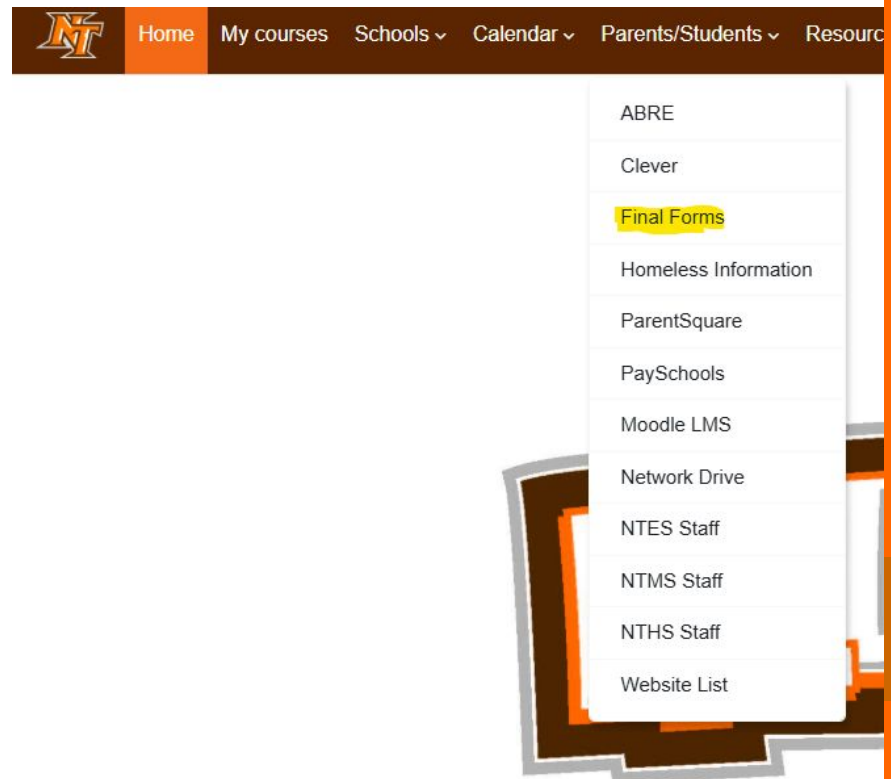 NT
Home My courses Schools Calendar Parents/Students Resourc
ABRE
Clever
Final Forms
Homeless Information
ParentSquare
PaySchools
Moodle LMS
Network Drive
NTES Staff
NTMS Staff
NTHS Staff
Website List